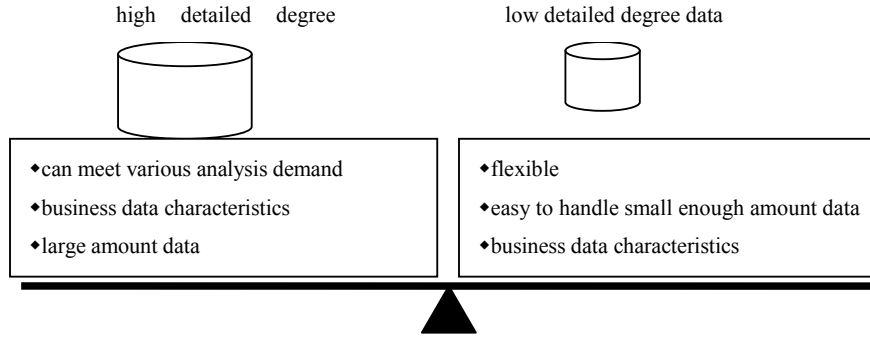 high detailed degree
low detailed degree data
◆can meet various analysis demand
◆business data characteristics
◆large amount data
◆flexible
◆easy to handle small enough amount data
◆business data characteristics